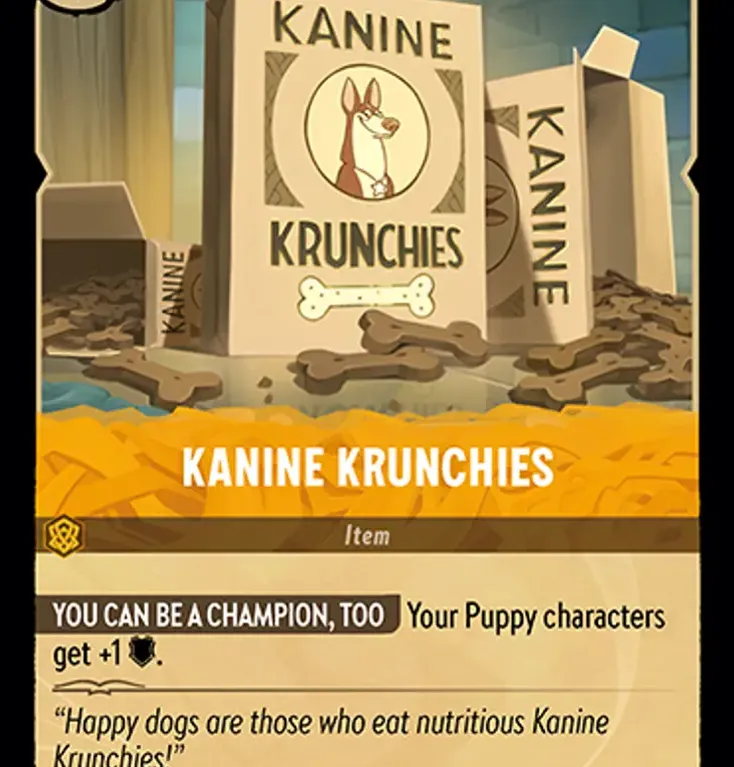 KANINE
KRUNCHIES
KANINE
KANINE
KANINE KRUNCHIES
Item
YOU CAN BE A CHAMPION, TOO Your Puppy characters
get +1 .
“Happy dogs are those who eat nutritious Kanine
Krunchies!”